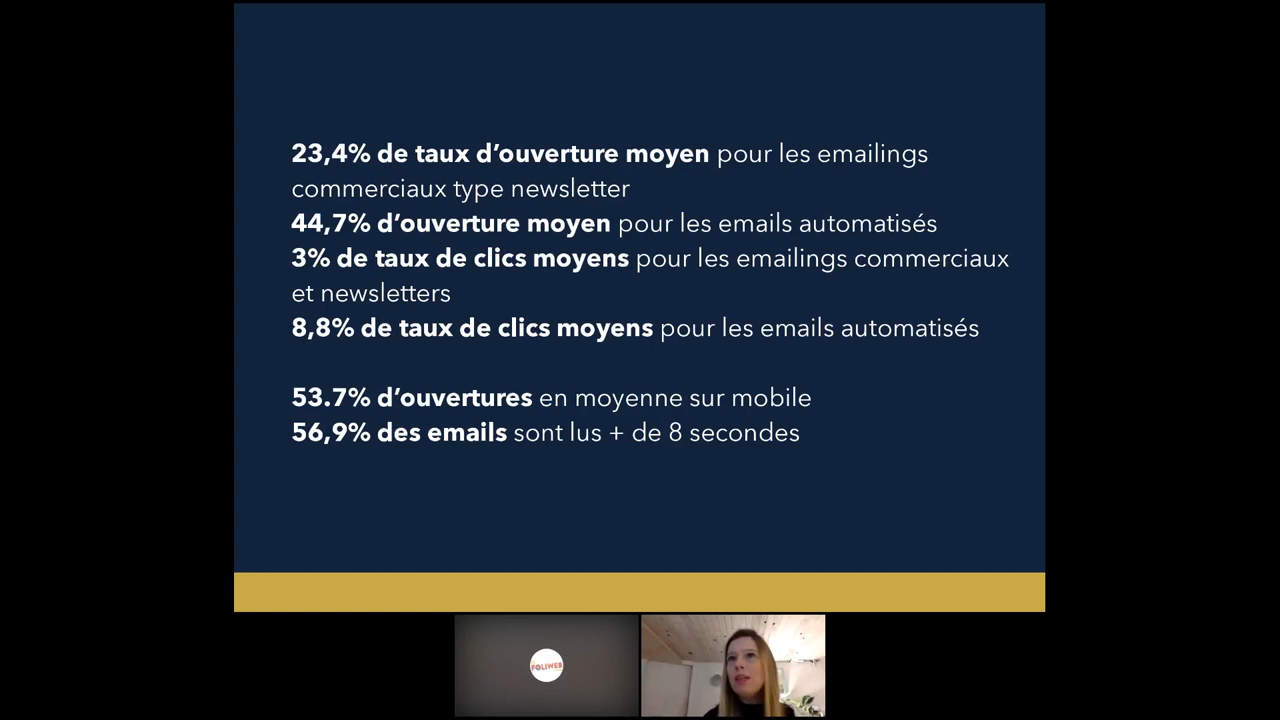 23,4% de taux d’ouverture moyen pour les emailings
commerciaux type newsletter
44,7% d’ouverture moyen pour les emails automatisés
3% de taux de clics moyens pour les emailings commerciaux
et newsletters
8,8% de taux de clics moyens pour les emails automatisés
53.7% d’ouvertures en moyenne sur mobile
56,9% des emails sont lus + de 8 secondes
FOLIWEB